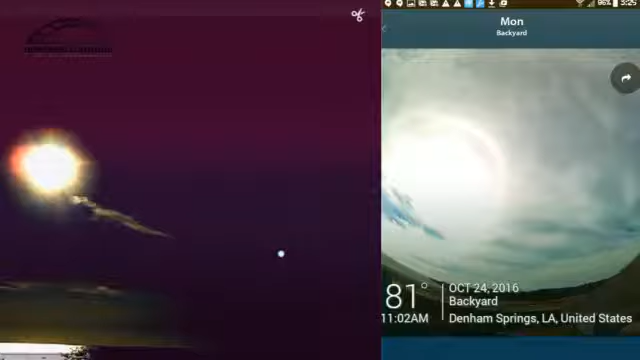 Mon
Backyard
81°
11:02AM
OCT 24, 2016
Backyard
Denham Springs, LA, United States